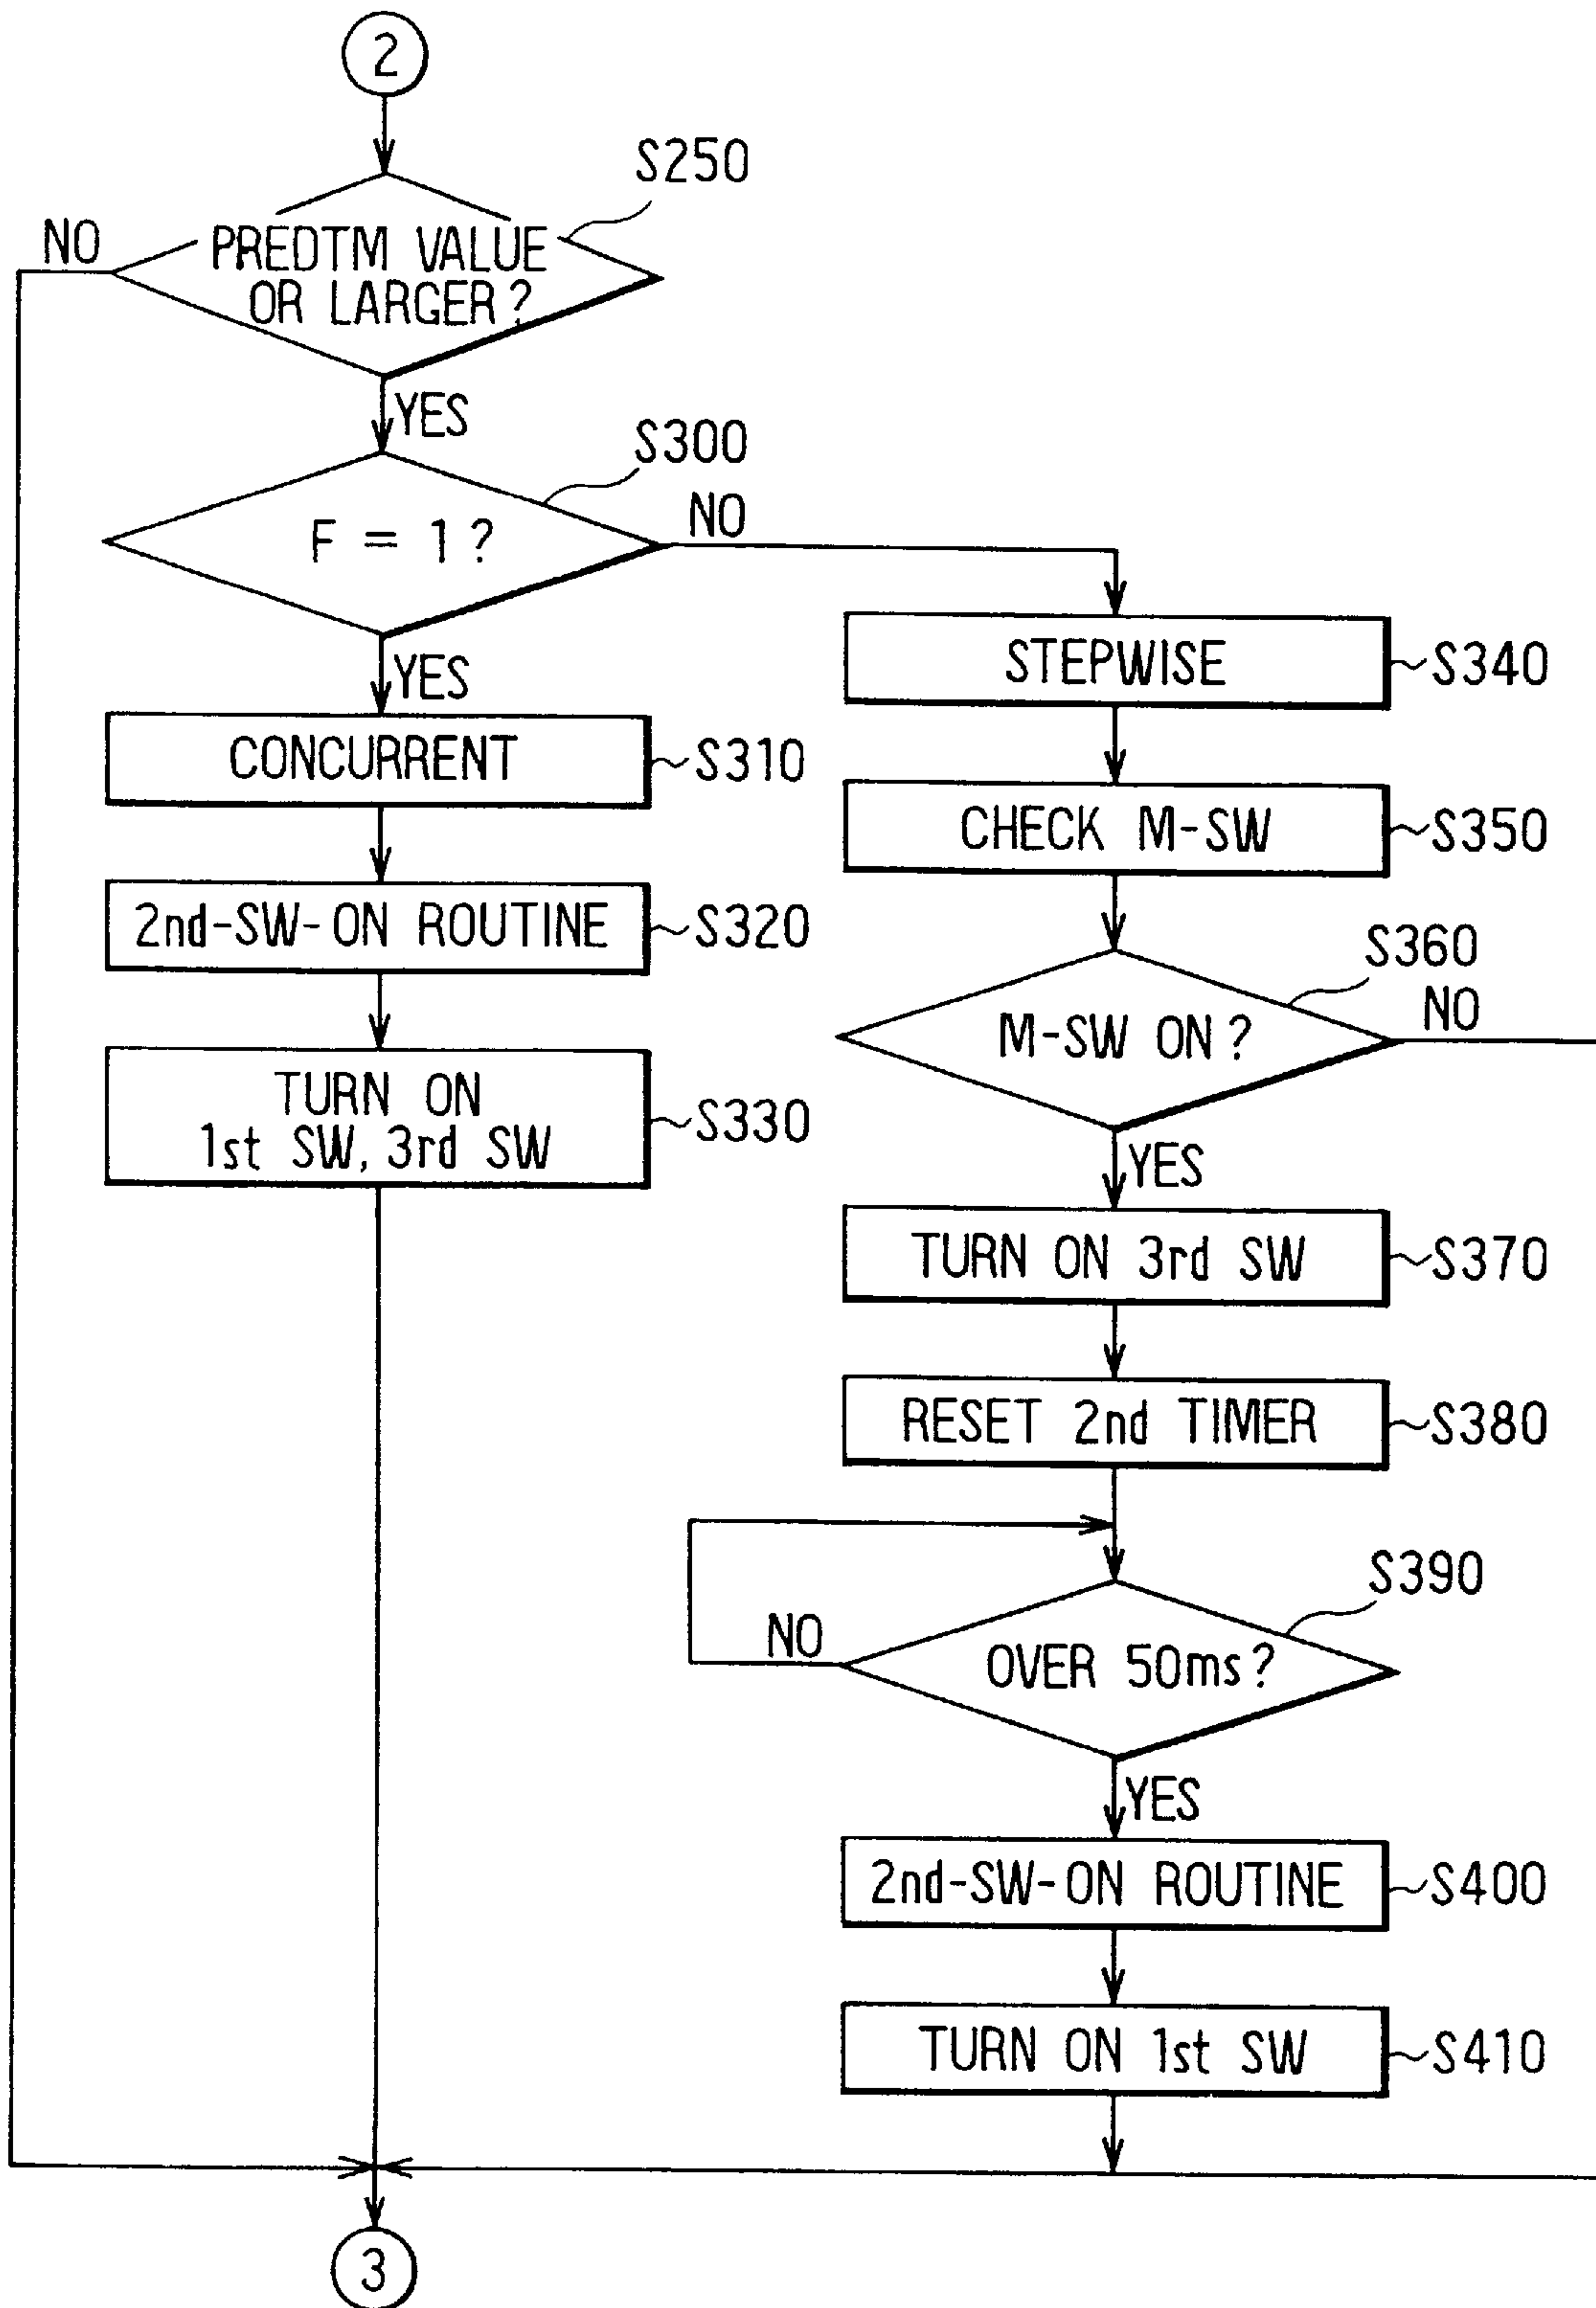 2
S250
NO
PREDTM VALUE
OR LARGER?
YES
S300
F = 1?
NO
YES
CONCURRENT
S310
2nd-SW-ON ROUTINE
S320
TURN ON
1st SW, 3rd SW
S330
STEPWISE
S340
CHECK M-SW
S350
S360
M-SW ON?
NO
YES
TURN ON 3rd SW
S370
RESET 2nd TIMER
S380
S390
NO
OVER 50ms?
YES
2nd-SW-ON ROUTINE
S400
TURN ON 1st SW
S410
3